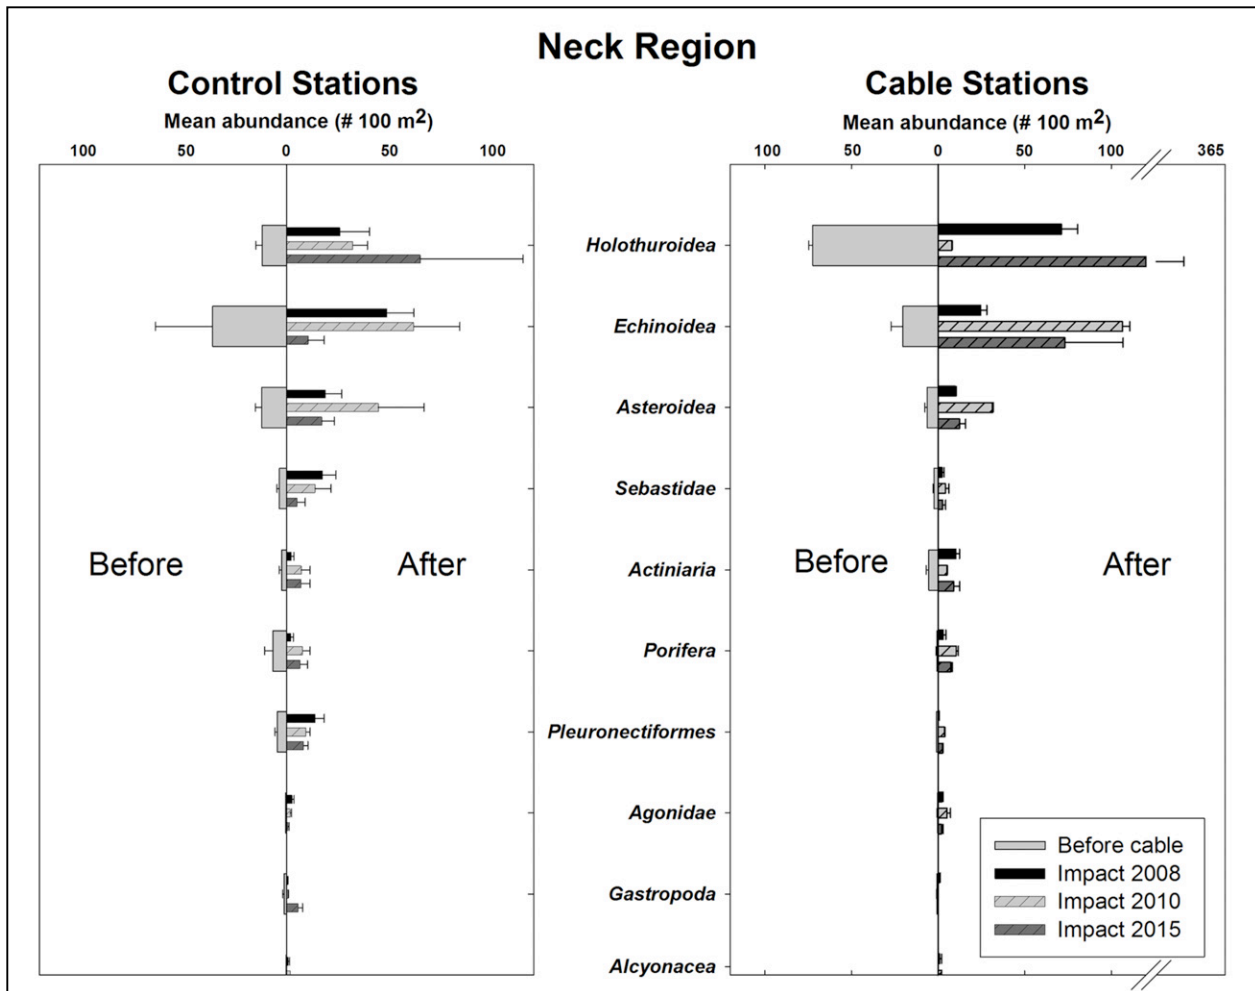 Neck Region
Control Stations
Cable Stations
Mean abundance (# 100 m²)
Mean abundance (# 100 m²)
100 50 0 50 100
100 50 0 50 100 365
Holothuroidea
Echinoidea
Asteroidea
Sebastidae
Before After
Before After
Actiniaria
Porifera
Pleuronectiformes
Agonidae
Gastropoda
Alcyonacea
Before cable
Impact 2008
Impact 2010
Impact 2015